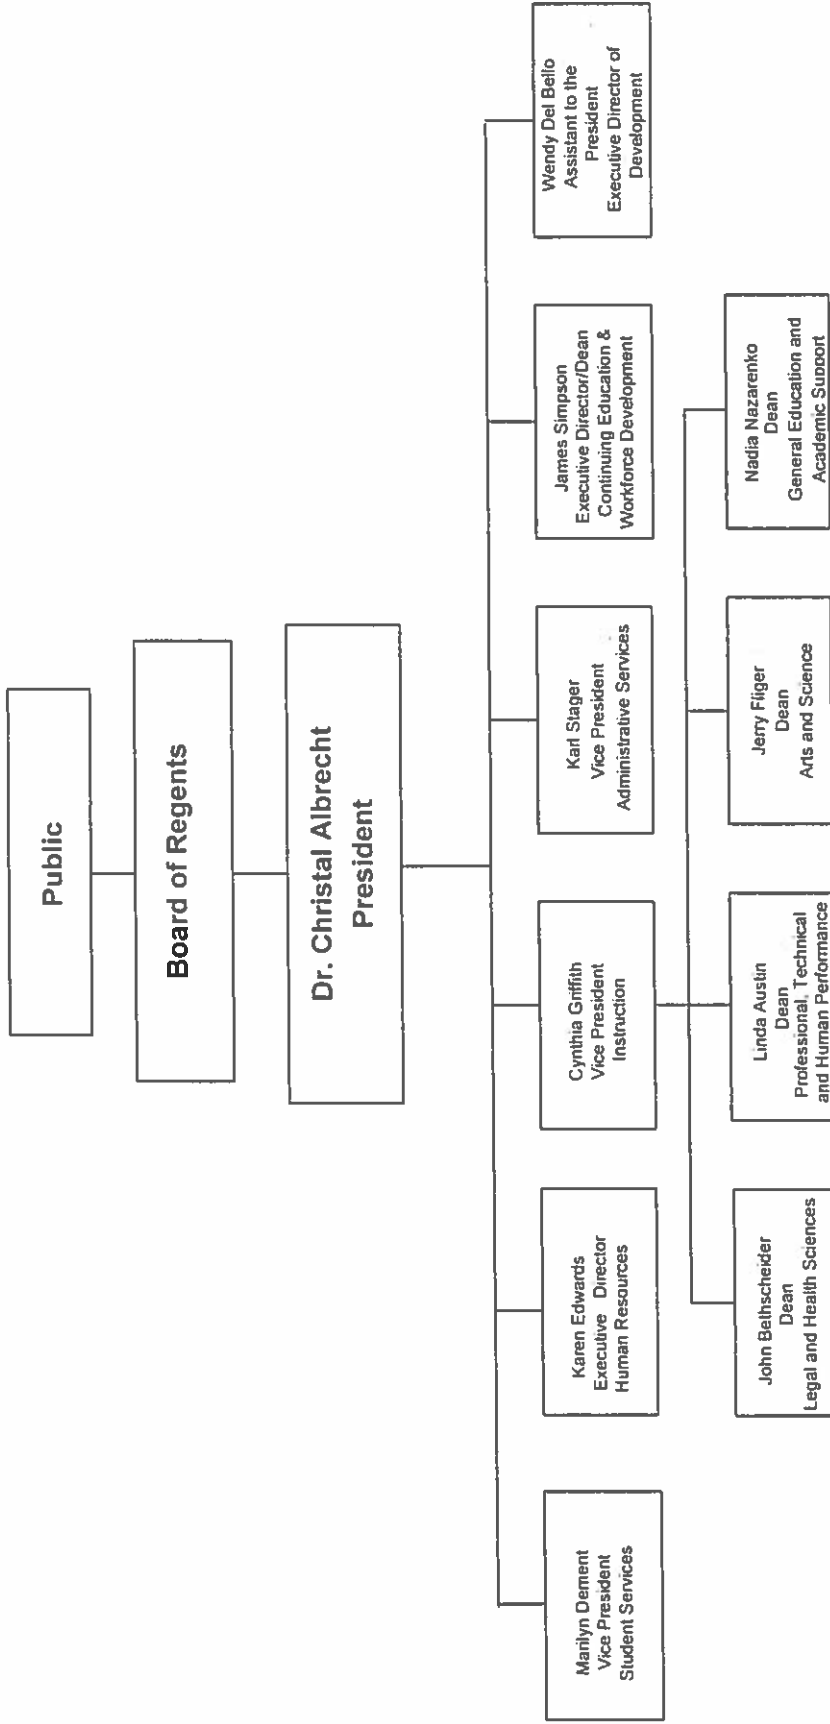 Public
Board of Regents
Dr. Christal Albrecht
President
Marilyn Dement
Vice President
Student Services
Karen Edwards
Executive Director
Human Resources
Cynthia Griffith
Vice President
Instruction
Karl Stager
Vice President
Administrative Services
James Simpson
Executive Director/Dean
Continuing Education &
Workforce Development
Wendy Del Bello
Assistant to the
President
Executive Director of
Development
John Bethscheider
Dean
Legal and Health Sciences
Linda Austin
Dean
Professional, Technical
and Human Performance
Jerry Fliger
Dean
Arts and Science
Nadia Nazarenko
Dean
General Education and
Academic Support